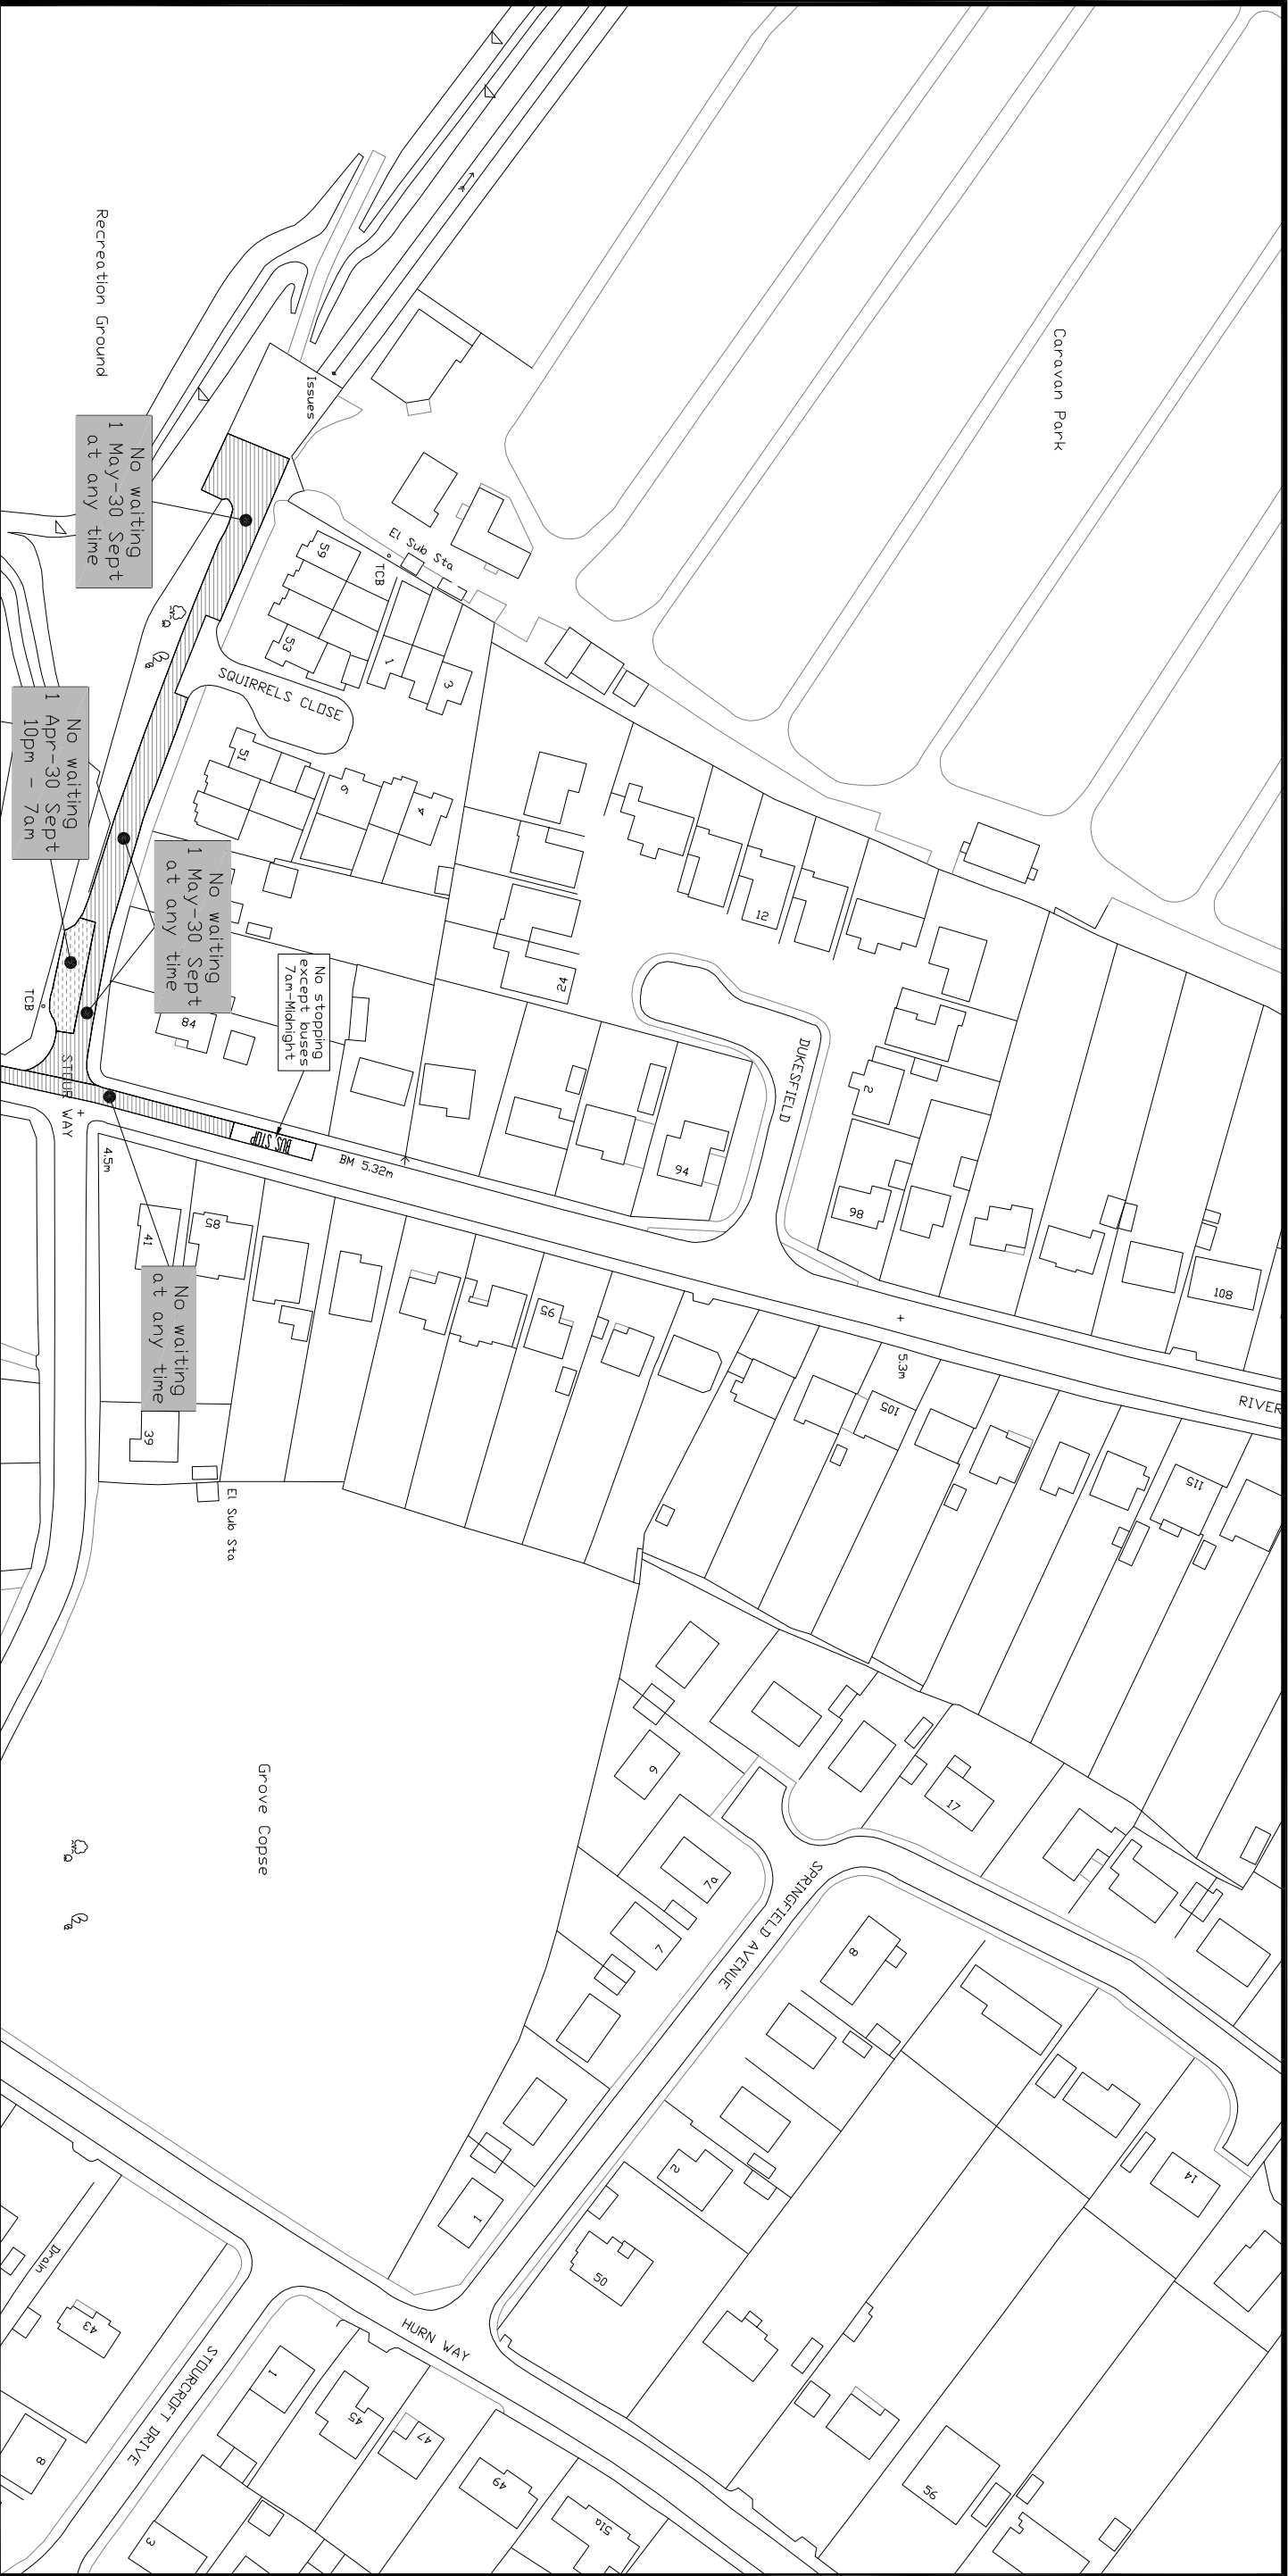 Caravan Park
Recreation Ground
Issues
No waiting
1 May-30 Sept
at any time
El Sub Sta
TCB
59
53
1
3
SQUIRRELS CLOSE
51
9
4
No waiting
1 Apr-30 Sept
10pm - 7am
No waiting
1 May-30 Sept
at any time
12
24
TCB
84
No stopping
except buses
7am-Midnight
STOUR WAY
BUS STOP
BM 5.32m
4.5m
DUKESFIELD
2
94
98
108
RIVER
5.3m
41
85
95
105
115
No waiting
at any time
39
El Sub Sta
Grove Copse
9
17
7a
7
SPRINGFIELD AVENUE
8
2
14
1
50
HURN WAY
Drain
43
STOURCROFT DRIVE
1
45
47
49
51a
56
8
3